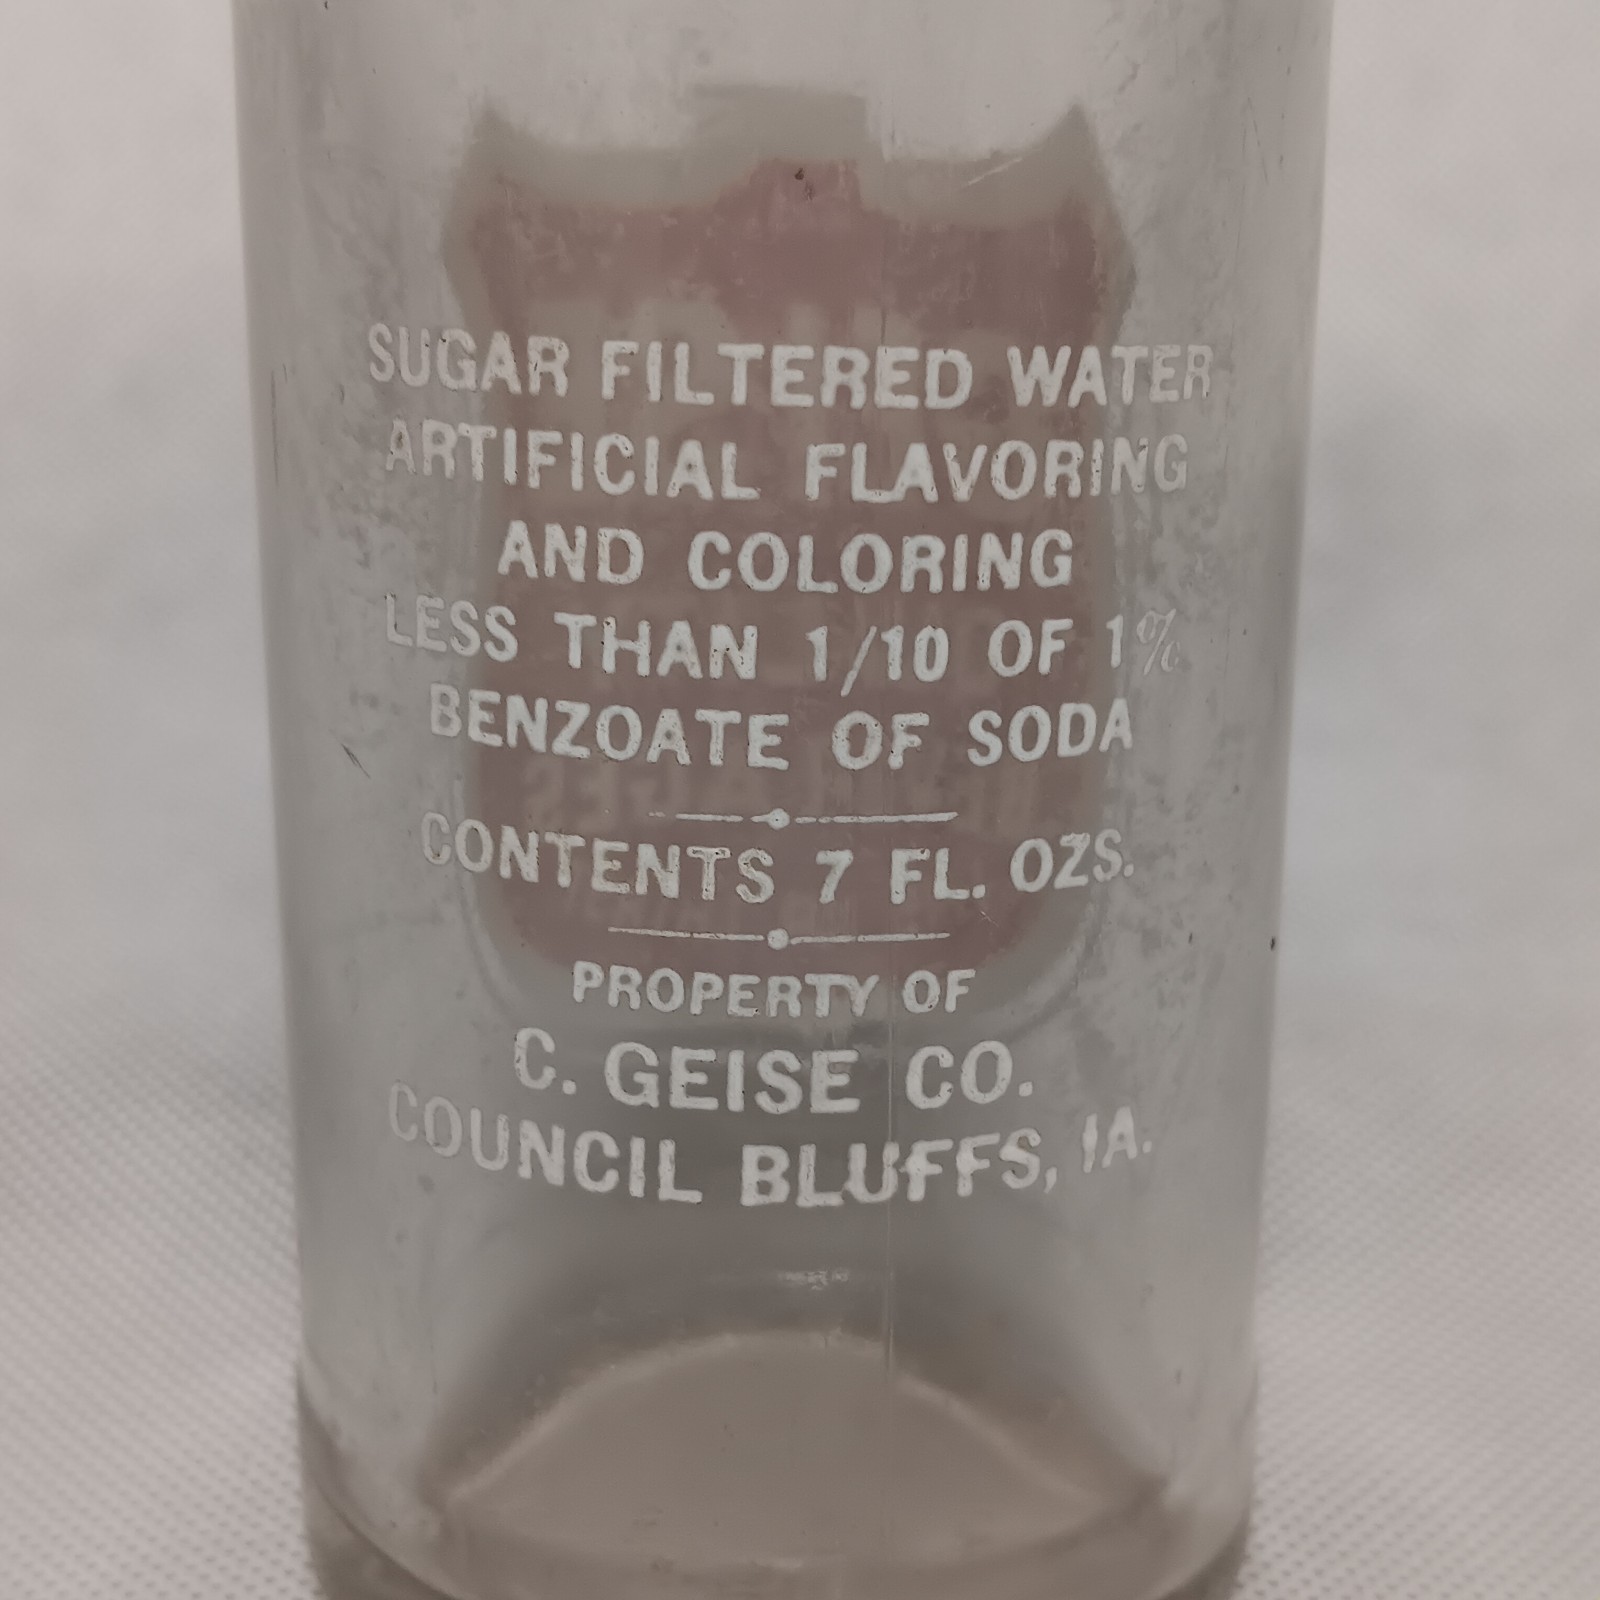 SUGAR FILTERED WATER
ARTIFICIAL FLAVORING
AND COLORING
LESS THAN 1/10 OF 1%
BENZOATE OF SODA
CONTENTS 7 FL. OZS.
PROPERTY OF
C. GEISE CO.
COUNCIL BLUFFS, IA.